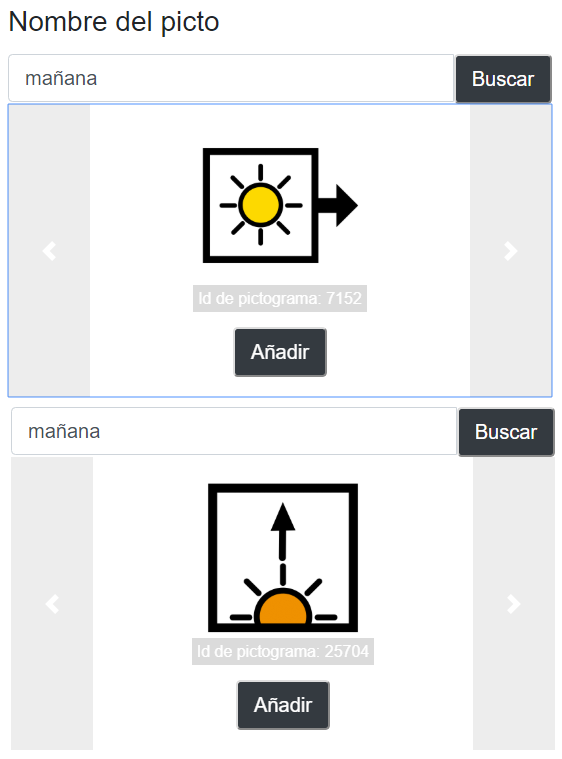 Nombre del picto
mañana
Buscar
Id de pictograma: 7152
Añadir
mañana
Buscar
Id de pictograma: 25704
Añadir